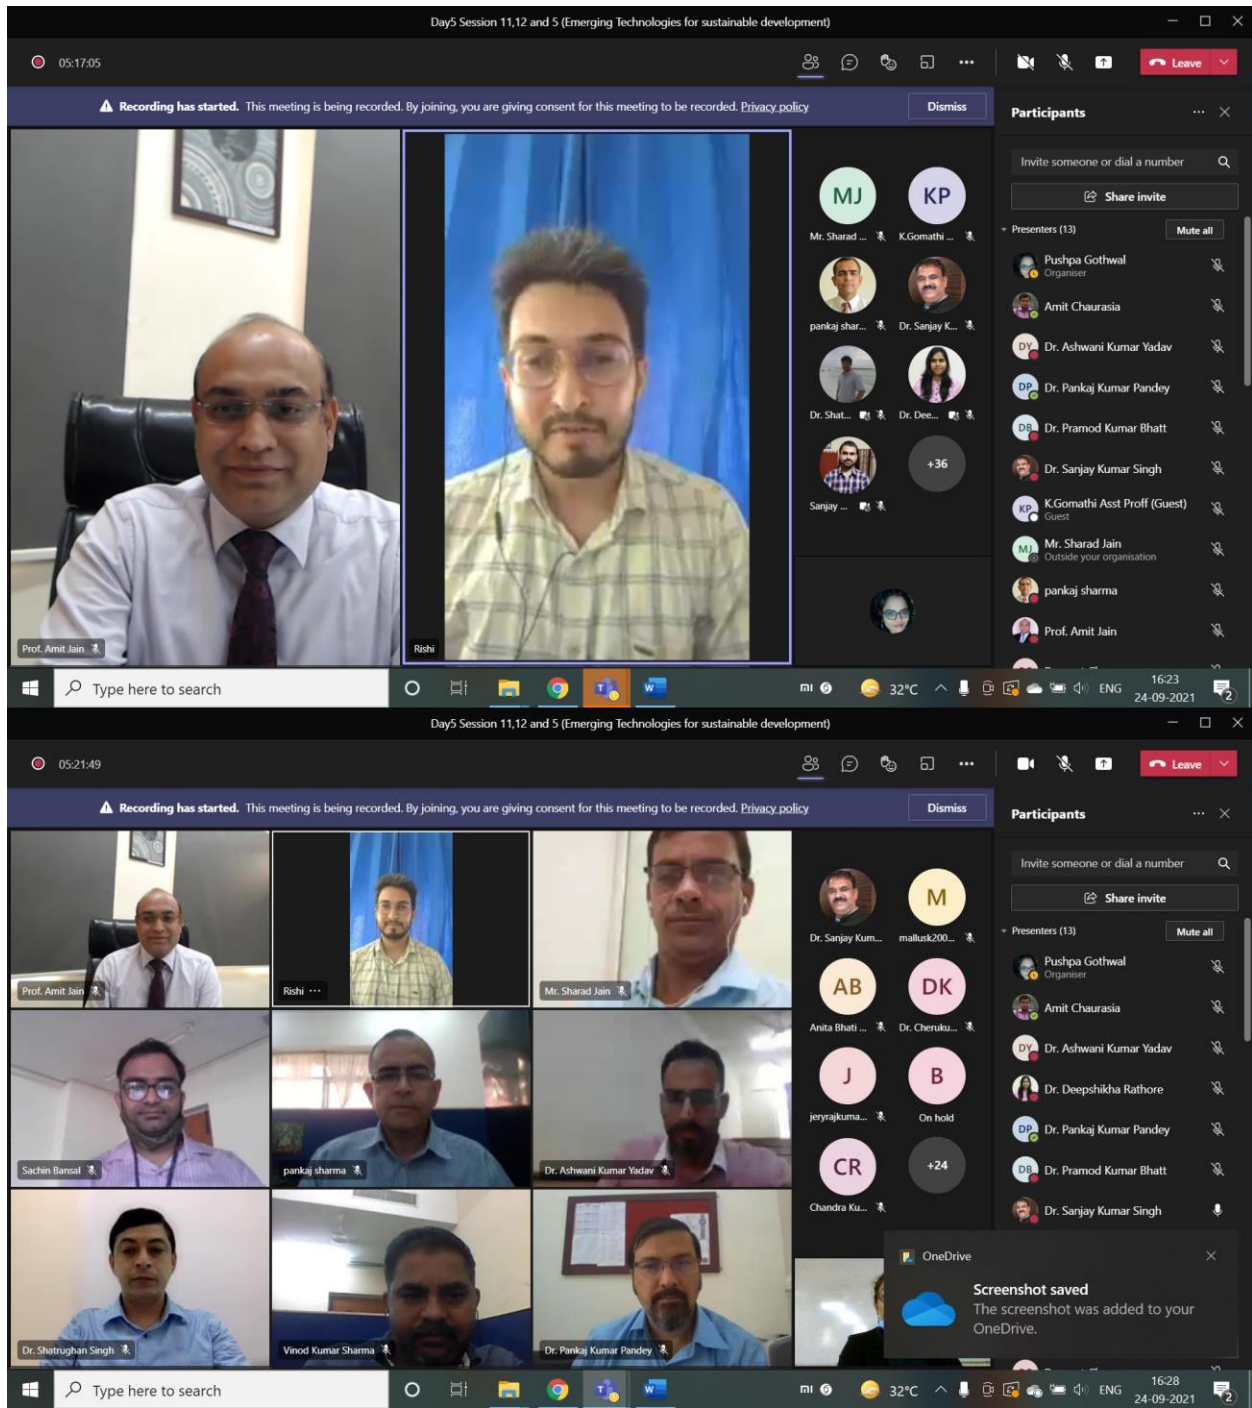 Day5 Session 11,12 and 5 (Emerging Technologies for sustainable development)
05:17:05
Leave
Recording has started. This meeting is being recorded. By joining, you are giving consent for this meeting to be recorded. Privacy policy
Dismiss
Participants
Invite someone or dial a number
Share invite
Presenters (13)
Mute all
MJ
KP
Mr. Sharad ...
K.Gomathi ...
pankaj shar...
Dr. Sanjay K...
Dr. Shat...
Dr. Dee...
+36
Sanjay ...
Prof. Amit Jain
Rishi
Pushpa Gothwal
Organiser
Amit Chaurasia
DY Dr. Ashwani Kumar Yadav
DP Dr. Pankaj Kumar Pandey
DB Dr. Pramod Kumar Bhatt
Dr. Sanjay Kumar Singh
KP K.Gomathi Asst Proff (Guest)
Guest
MJ Mr. Sharad Jain
Outside your organisation
pankaj sharma
Prof. Amit Jain
Type here to search
W
mi
32°C
ENG
16:23
24-09-2021
2
Day5 Session 11,12 and 5 (Emerging Technologies for sustainable development)
05:21:49
Leave
Recording has started. This meeting is being recorded. By joining, you are giving consent for this meeting to be recorded. Privacy policy
Dismiss
Participants
Invite someone or dial a number
Share invite
Presenters (13)
Mute all
Prof. Amit Jain
Rishi ...
Mr. Sharad Jain
Sachin Bansal
pankaj sharma
Dr. Ashwani Kumar Yadav
Dr. Shatrughan Singh
Vinod Kumar Sharma
Dr. Pankaj Kumar Pandey
M
Dr. Sanjay Kum...
mallusk200...
AB
DK
Anita Bhati ...
Dr. Cheruku...
J
B
jeryrajkuma...
On hold
CR
+24
Chandra Ku...
Pushpa Gothwal
Organiser
Amit Chaurasia
DY Dr. Ashwani Kumar Yadav
Dr. Deepshikha Rathore
DP Dr. Pankaj Kumar Pandey
DB Dr. Pramod Kumar Bhatt
Dr. Sanjay Kumar Singh
OneDrive
Screenshot saved
The screenshot was added to your
OneDrive.
Type here to search
W
mi
32°C
ENG
16:28
24-09-2021
2